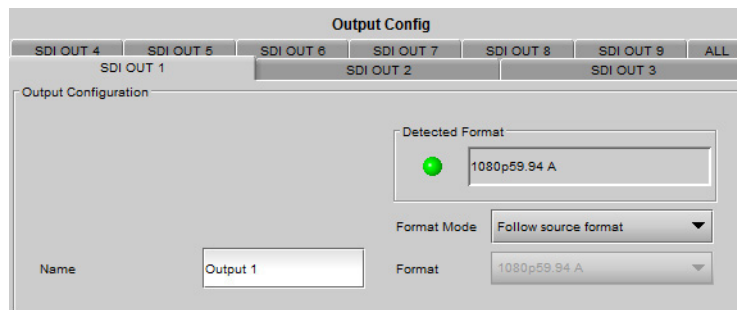 Output Config
SDI OUT 4 SDI OUT 5 SDI OUT 6 SDI OUT 7 SDI OUT 8 SDI OUT 9 ALL
SDI OUT 1 SDI OUT 2 SDI OUT 3
Output Configuration
Detected Format
1080p59.94 A
Format Mode Follow source format
Name Output 1 Format 1080p59.94 A